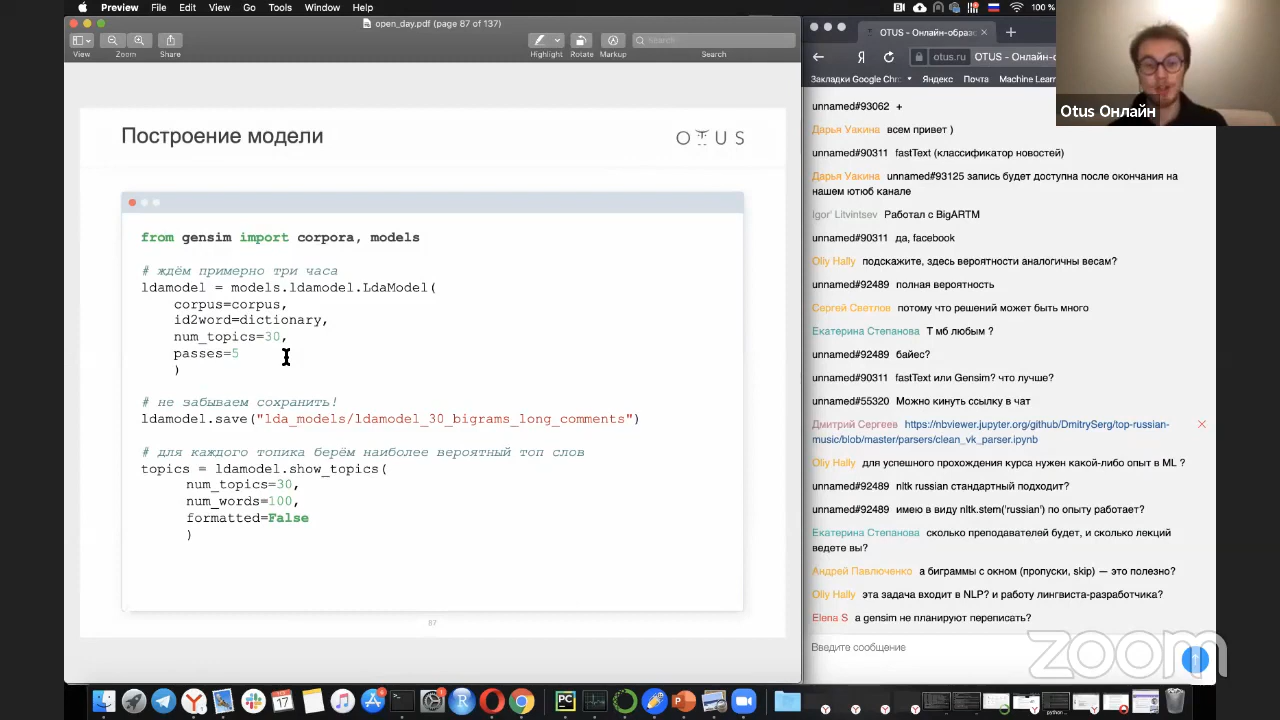 Preview File Edit View Go Tools Window Help
100 %
open_day.pdf (page 87 of 137)
View Zoom Share Highlight Rotate Markup Search
Search
Построение модели
OTUS
from gensim import corpora, models
# ждём примерно три часа
ldamodel = models.ldamodel.LdaModel(
corpus=corpus,
id2word=dictionary,
num_topics=30,
passes=5
)
# не забываем сохранить!
ldamodel.save("lda_models/ldamodel_30_bigrams_long_comments")
# для каждого топика берём наиболее вероятный топ слов
topics = ldamodel.show_topics(
num_topics=30,
num_words=100,
formatted=False
)
87
OTUS - Онлайн-образе
otus.ru OTUS - Онлайн-об
Закладки Google Chr Яндекс Почта Machine Learn
unnamed#93062 +
Дарья Уакина всем привет )
unnamed#90311 fastText (классификатор новостей)
Дарья Уакина unnamed#93125 запись будет доступна после окончания на
нашем ютюб канале
Igor' Litvintsev Работал с BigARTM
unnamed#90311 да, facebook
Oliy Hally подскажите, здесь вероятности аналогичны весам?
unnamed#92489 полная вероятность
Сергей Светлов потому что решений может быть много
Екатерина Степанова T мб любым ?
unnamed#92489 байес?
unnamed#90311 fastText или Gensim? что лучше?
unnamed#55320 Можно кинуть ссылку в чат
Дмитрий Сергеев https://nbviewer.jupyter.org/github/DmitrySerg/top-russian-
music/blob/master/parsers/clean_vk_parser.ipynb
Oliy Hally для успешного прохождения курса нужен какой-либо опыт в ML ?
unnamed#92489 nltk russian стандартный подходит?
unnamed#92489 имею в виду nltk.stem('russian') по опыту работает?
Екатерина Степанова сколько преподавателей будет, и сколько лекций
ведете вы?
Андрей Павлюченко а биграммы с окном (пропуски, skip) — это полезно?
Oliy Hally эта задача входит в NLP? и работу лингвиста-разработчика?
Elena S а gensim не планируют переписать?
Введите сообщение
Otus Онлайн
zoom